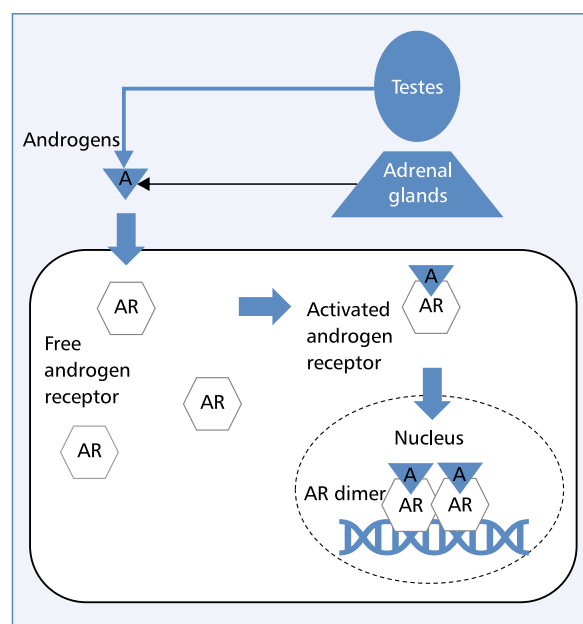 Testes
Androgens
A
Adrenal
glands
AR
Free
androgen
receptor
AR
AR
Activated
androgen
receptor
A
AR
Nucleus
AR dimer
A
A
AR
AR